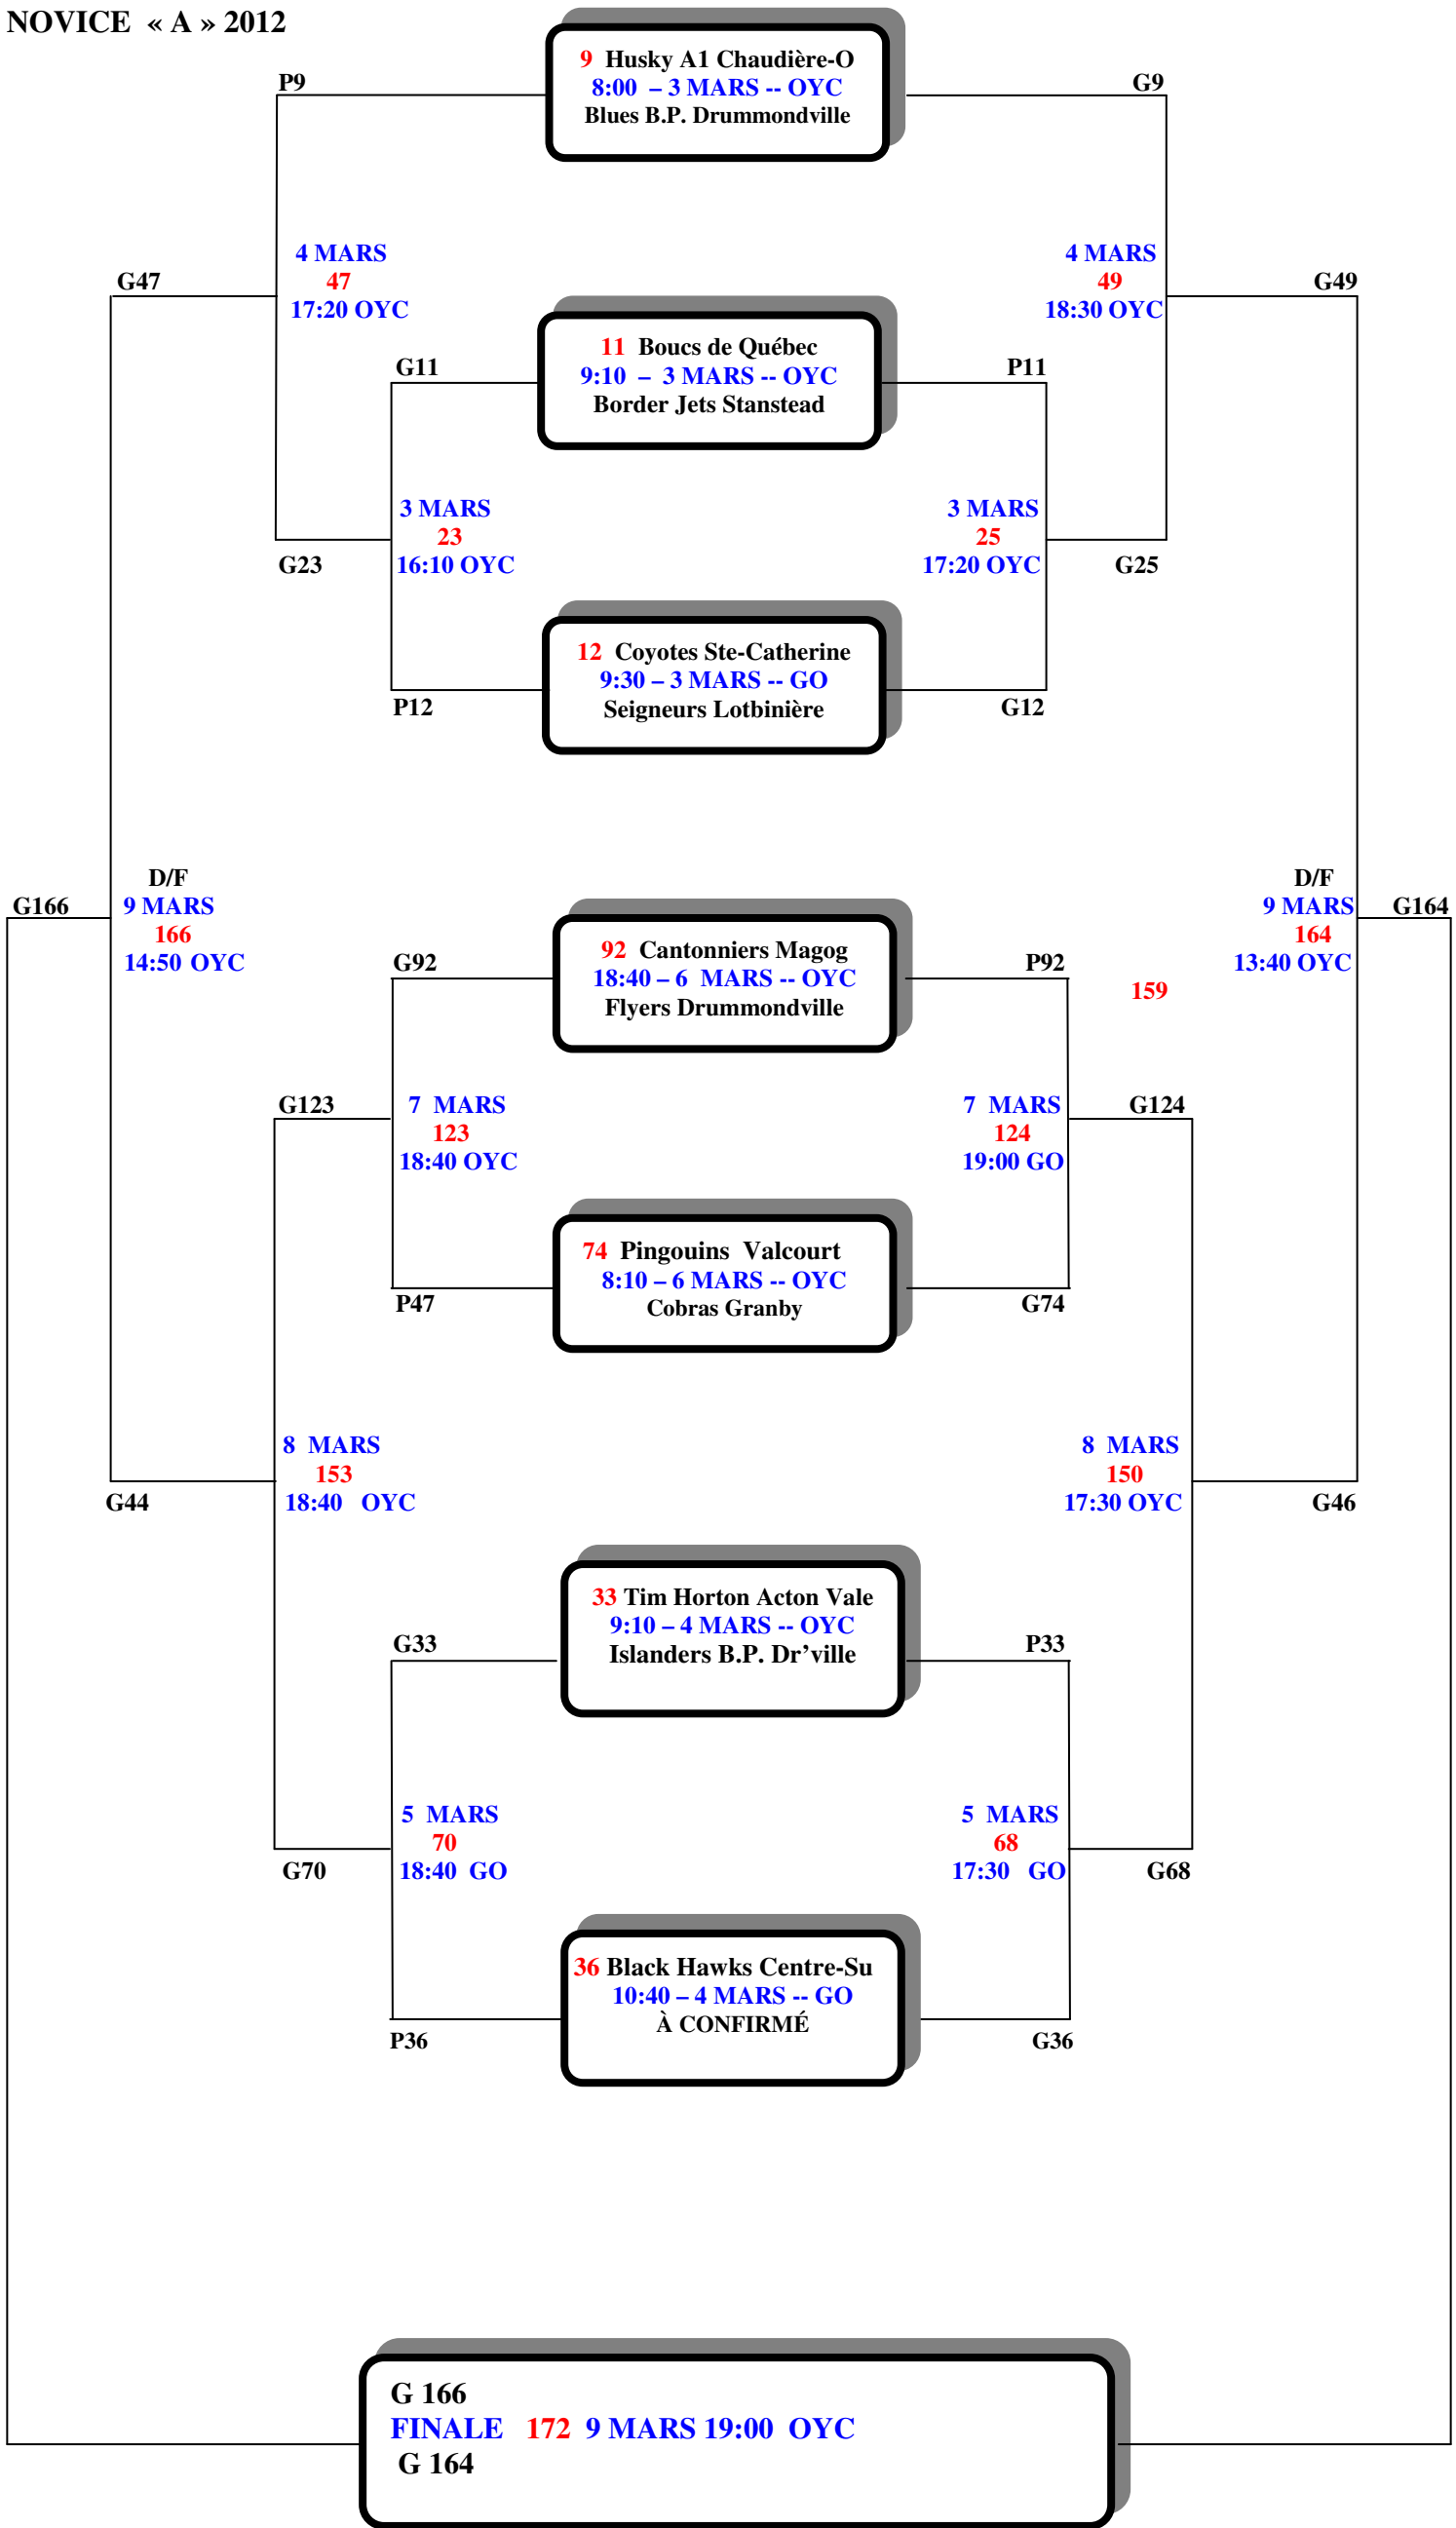 NOVICE « A » 2012
9 Husky A1 Chaudière-O
8:00 – 3 MARS -- OYC
Blues B.P. Drummondville
P9
G9
4 MARS
47
17:20 OYC
4 MARS
49
18:30 OYC
G47
G49
11 Boucs de Québec
9:10 – 3 MARS -- OYC
Border Jets Stanstead
G11
P11
3 MARS
23
16:10 OYC
3 MARS
25
17:20 OYC
G23
G25
12 Coyotes Ste-Catherine
9:30 – 3 MARS -- GO
Seigneurs Lotbinière
P12
G12
D/F
9 MARS
166
14:50 OYC
D/F
9 MARS
164
13:40 OYC
G166
G164
92 Cantonniers Magog
18:40 – 6 MARS -- OYC
Flyers Drummondville
G92
P92
159
G123
7 MARS
123
18:40 OYC
7 MARS
124
19:00 GO
G124
74 Pingouins Valcourt
8:10 – 6 MARS -- OYC
Cobras Granby
P47
G74
8 MARS
153
18:40 OYC
8 MARS
150
17:30 OYC
G44
G46
33 Tim Horton Acton Vale
9:10 – 4 MARS -- OYC
Islanders B.P. Dr’ville
G33
P33
5 MARS
70
18:40 GO
5 MARS
68
17:30 GO
G70
G68
36 Black Hawks Centre-Su
10:40 – 4 MARS -- GO
À CONFIRMÉ
P36
G36
G 166
FINALE 172 9 MARS 19:00 OYC
G 164